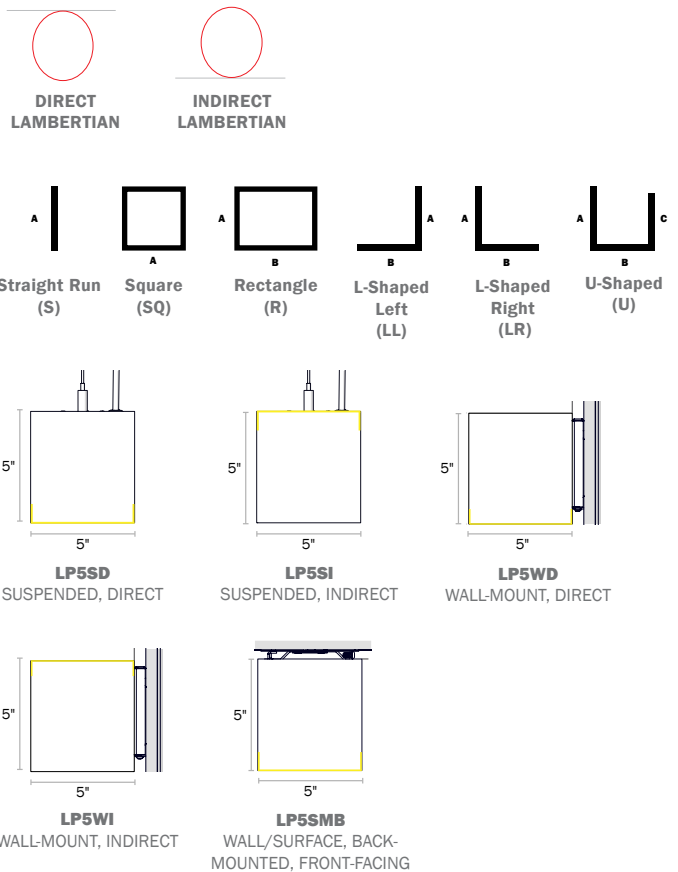 DIRECT
LAMBERTIAN
INDIRECT
LAMBERTIAN
A
A
A
B
A
B
A
B
A
B
C
Straight Run
(S)
Square
(SQ)
Rectangle
(R)
L-Shaped
Left
(LL)
L-Shaped
Right
(LR)
U-Shaped
(U)
5"
5"
LP5SD
SUSPENDED, DIRECT
5"
5"
LP5SI
SUSPENDED, INDIRECT
5"
5"
LP5WD
WALL-MOUNT, DIRECT
5"
5"
LP5WI
WALL-MOUNT, INDIRECT
5"
5"
LP5SMB
WALL/SURFACE, BACK-
MOUNTED, FRONT-FACING